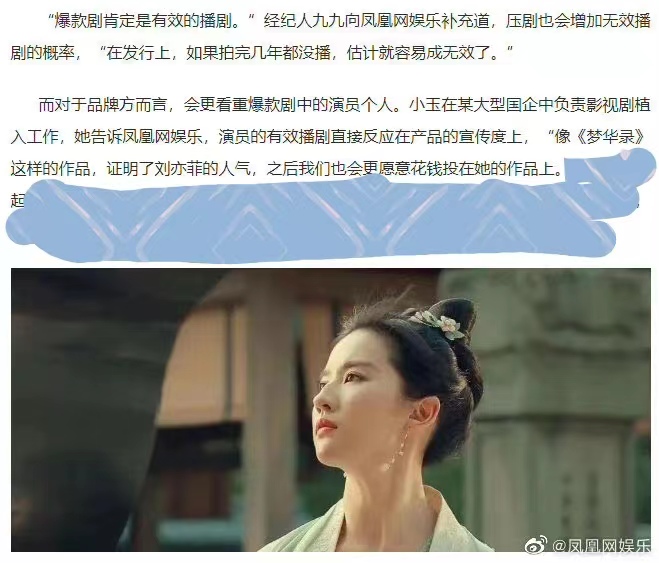 “爆款剧肯定是有效的播剧。”经纪人九九向凤凰网娱乐补充道，压剧也会增加无效播
剧的概率，“在发行上，如果拍完几年都没播，估计就容易成无效了。”
而对于品牌方而言，会更看重爆款剧中的演员个人。小玉在某大型国企中负责影视剧植
入工作，她告诉凤凰网娱乐，演员的有效播剧直接反应在产品的宣传度上，“像《梦华录》
这样的作品，证明了刘亦菲的人气，之后我们也会更愿意花钱投在她的作品上。
起
@凤凰网娱乐